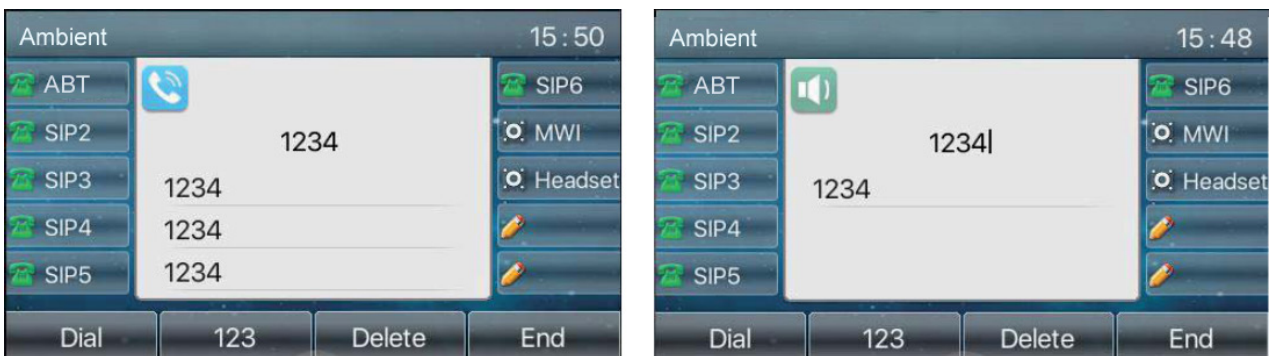 Ambient 15:50
ABT
SIP2
SIP3
SIP4
SIP5
1234
1234
1234
1234
SIP6
MWI
Headset
Dial 123 Delete End
Ambient 15:48
ABT
SIP2
SIP3
SIP4
SIP5
1234
1234
SIP6
MWI
Headset
Dial 123 Delete End